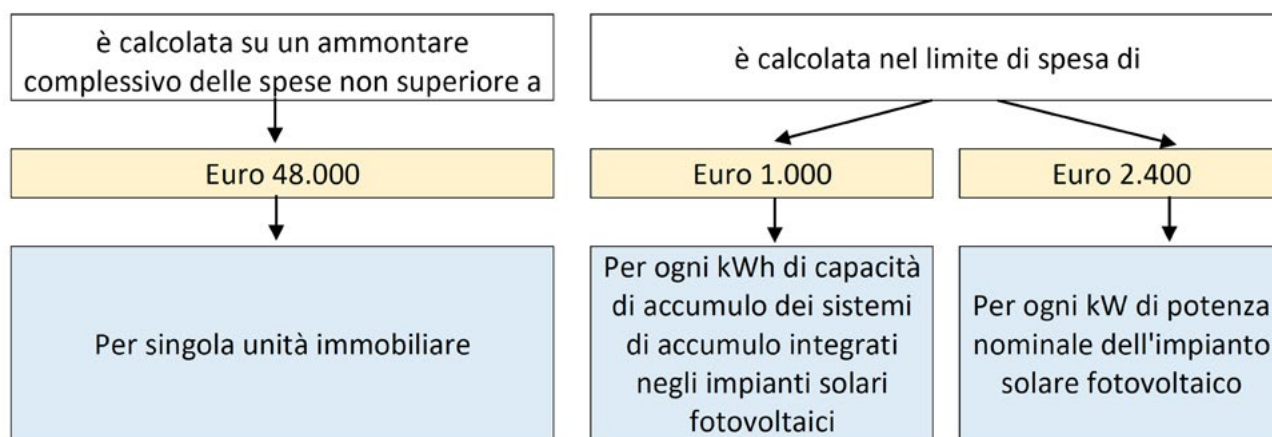 è calcolata su un ammontare
complessivo delle spese non superiore a
è calcolata nel limite di spesa di
Euro 48.000
Euro 1.000
Euro 2.400
Per singola unità immobiliare
Per ogni kWh di capacità
di accumulo dei sistemi
di accumulo integrati
negli impianti solari
fotovoltaici
Per ogni kW di potenza
nominale dell'impianto
solare fotovoltaico